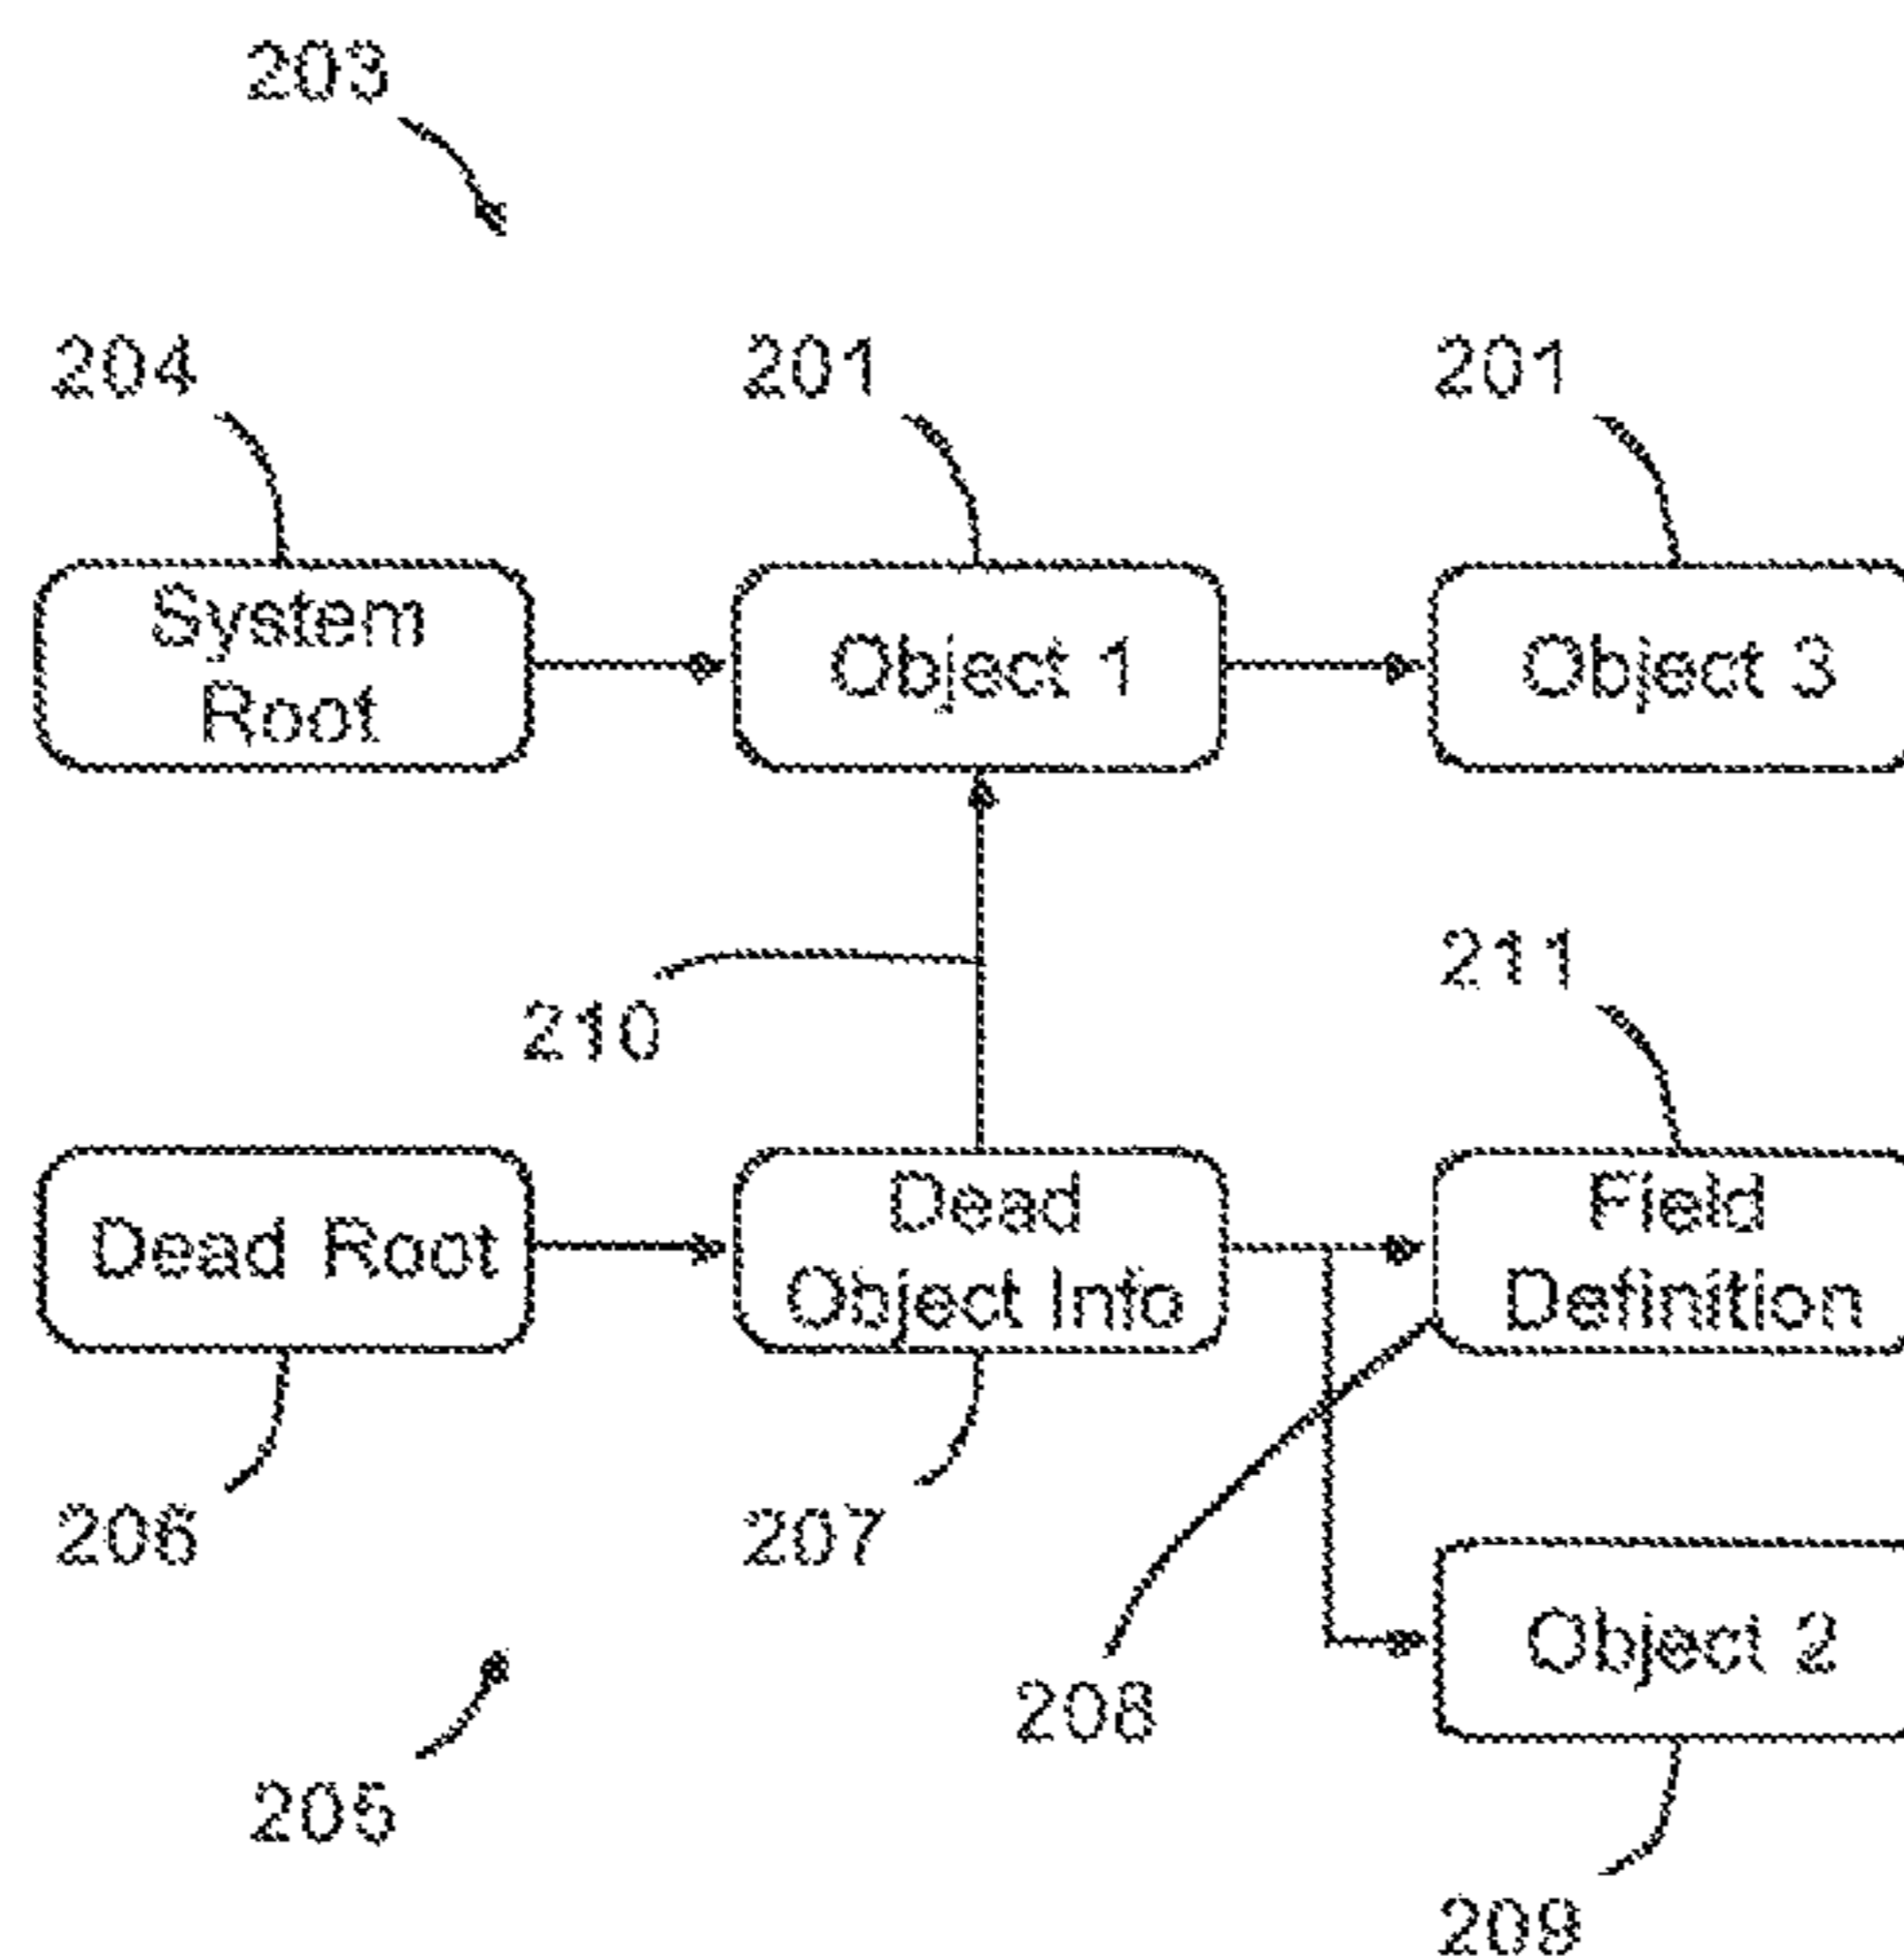 203
204
201
201
System
Root
Object 1
Object 3
210
211
Dead Root
Dead
Object Info
Field
Definition
206
207
208
Object 2
205
209